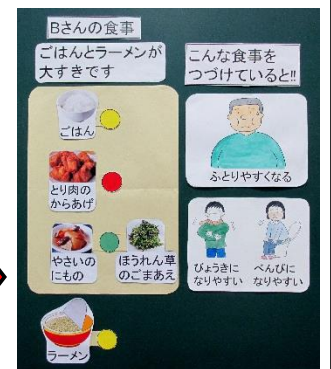 Bさんの食事
ごはんとラーメンが
大すきです
ごはん
とり肉の
からあげ
やさいの
にもの
ほうれん草
のごまあえ
ラーメン
こんな食事を
つづけていると!!
ふとりやすくなる
びょうきに
なりやすい
べんぴに
なりやすい